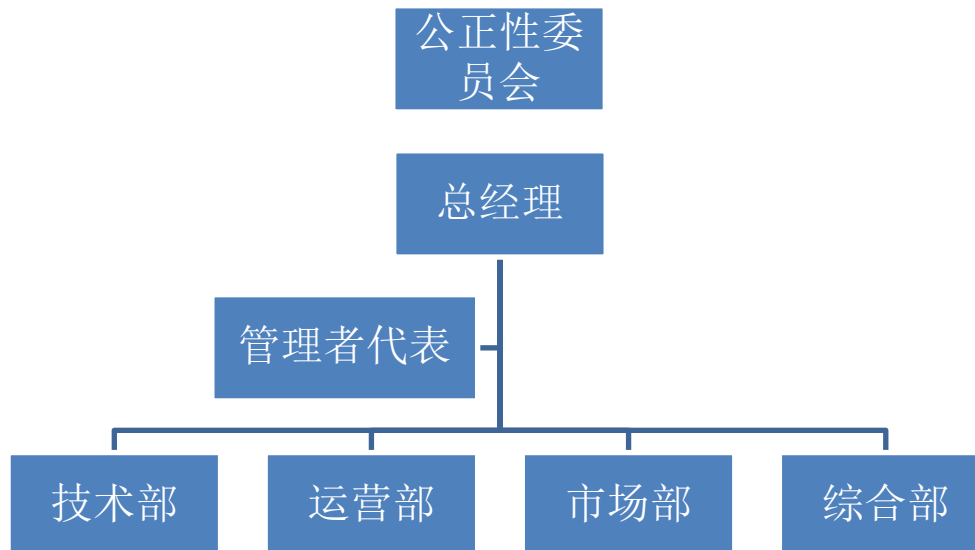 公正性委
员会
总经理
管理者代表
技术部
运营部
市场部
综合部